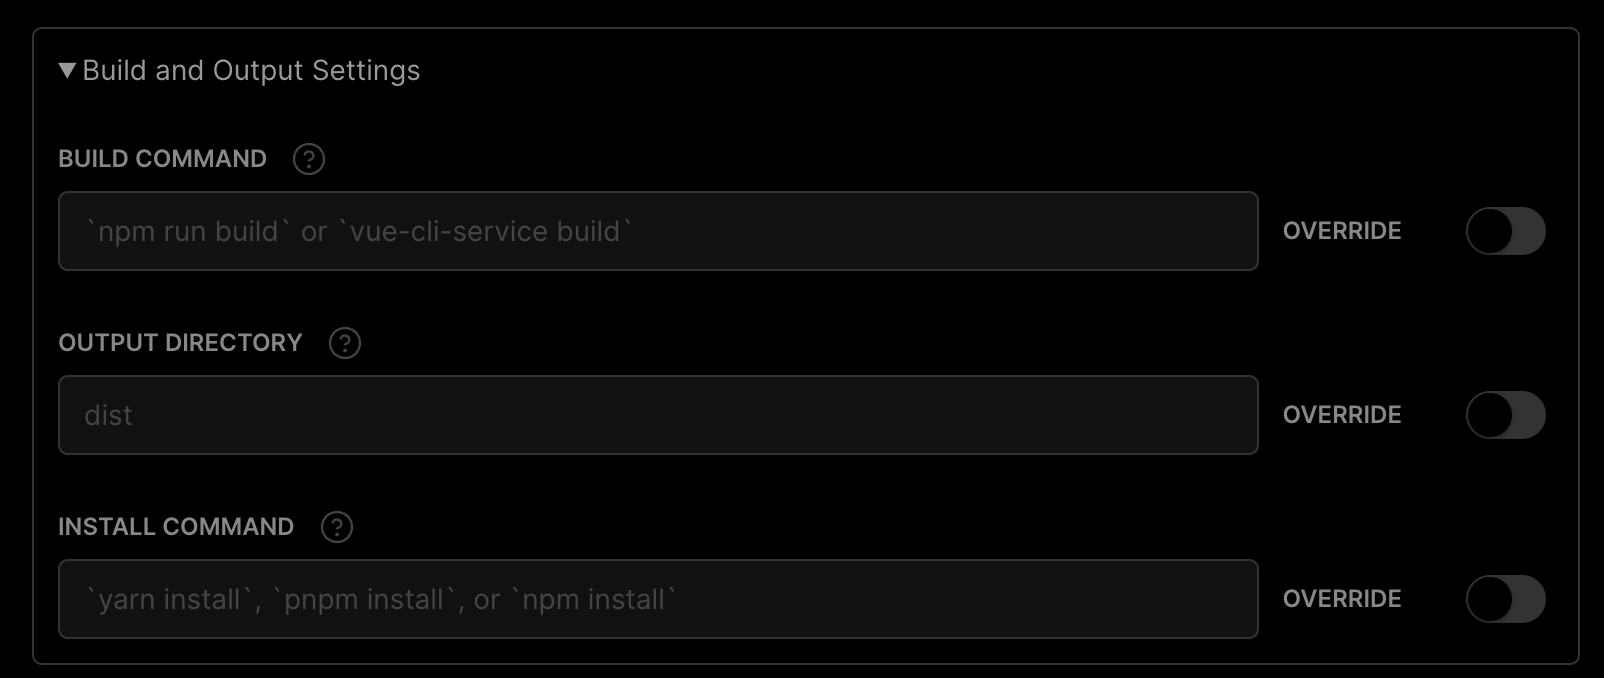 ▼ Build and Output Settings
BUILD COMMAND ?
`npm run build` or `vue-cli-service build`
OVERRIDE
OUTPUT DIRECTORY ?
dist
OVERRIDE
INSTALL COMMAND ?
`yarn install`, `pnpm install`, or `npm install`
OVERRIDE